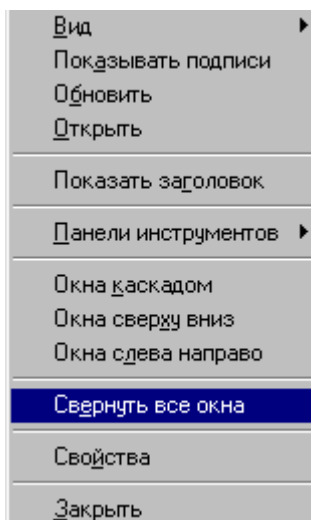 Вид
Показывать подписи
Обновить
Открыть
Показать заголовок
Панели инструментов
Окна каскадом
Окна сверху вниз
Окна слева направо
Свернуть все окна
Свойства
Закрыть